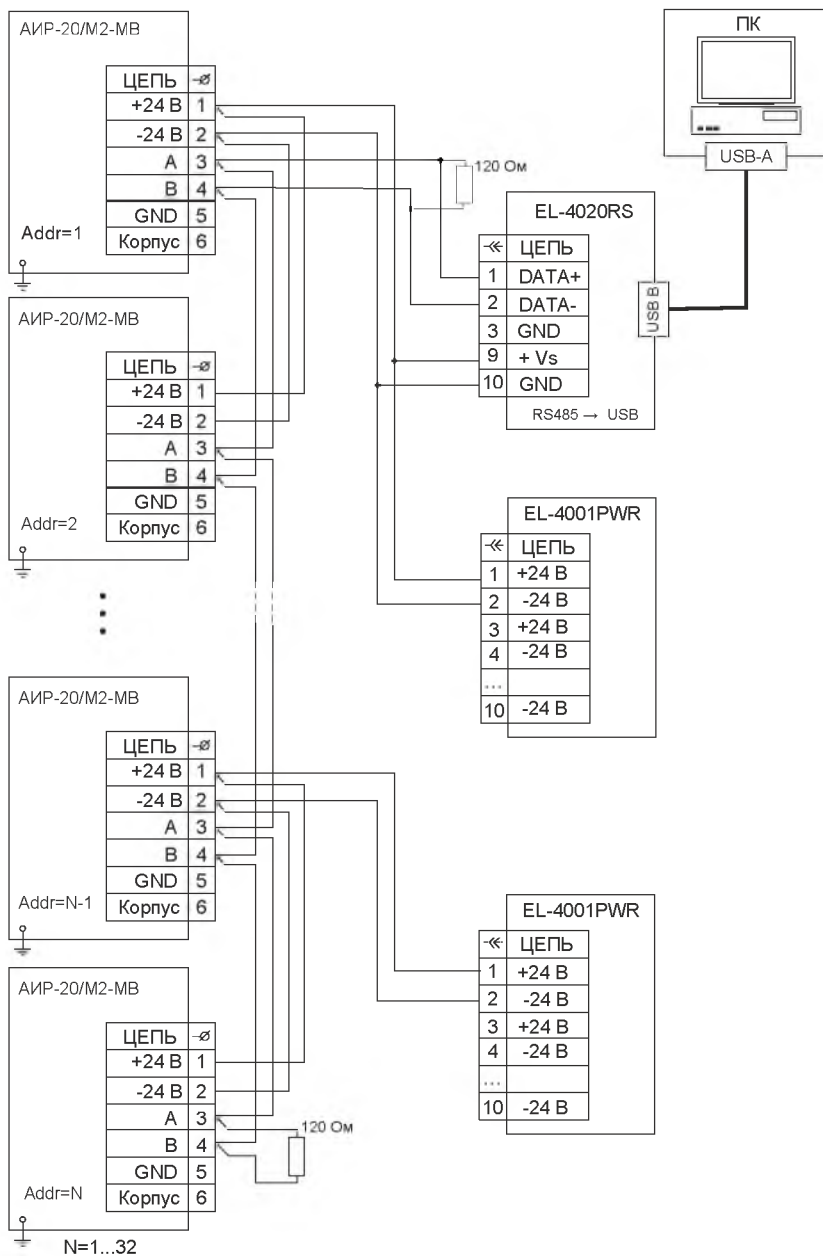 АИР-20/М2-МВ
ЦЕПЬ
+24 В 1
-24 В 2
А 3
В 4
GND 5
Корпус 6
Addr=1
120 Ом
ПК
USB-A
EL-4020RS
ЦЕПЬ
1 DATA+
2 DATA-
3 GND
9 + Vs
10 GND
USB B
RS485 → USB
АИР-20/М2-МВ
ЦЕПЬ
+24 В 1
-24 В 2
А 3
В 4
GND 5
Корпус 6
Addr=2
EL-4001PWR
ЦЕПЬ
1 +24 В
2 -24 В
3 +24 В
4 -24 В
...
10 -24 В
АИР-20/М2-МВ
ЦЕПЬ
+24 В 1
-24 В 2
А 3
В 4
GND 5
Корпус 6
Addr=N-1
EL-4001PWR
ЦЕПЬ
1 +24 В
2 -24 В
3 +24 В
4 -24 В
...
10 -24 В
АИР-20/М2-МВ
ЦЕПЬ
+24 В 1
-24 В 2
А 3
В 4
GND 5
Корпус 6
Addr=N
120 Ом
N=1...32